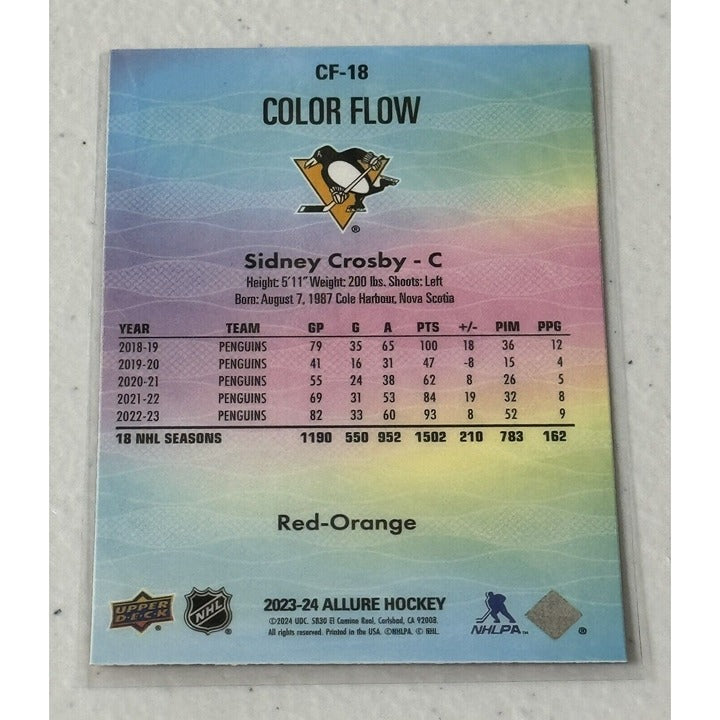 CF-18
COLOR FLOW
®
Sidney Crosby - C
Height: 5'11" Weight: 200 lbs. Shoots: Left
Born: August 7, 1987 Cole Harbour, Nova Scotia
YEAR TEAM GP G A PTS +/- PIM PPG
2018-19 PENGUINS 79 35 65 100 18 36 12
2019-20 PENGUINS 41 16 31 47 -8 15 4
2020-21 PENGUINS 55 24 38 62 8 26 5
2021-22 PENGUINS 69 31 53 84 19 32 8
2022-23 PENGUINS 82 33 60 93 8 52 9
18 NHL SEASONS 1190 550 952 1502 210 783 162
Red-Orange
UPPER DECK ®
NHL ®
2023-24 ALLURE HOCKEY
©2024 UDC. 5830 El Camino Real, Carlsbad, CA 92008.
All rights reserved. Printed in the USA. ©NHLPA. © NHL.
NHLPA™ ®